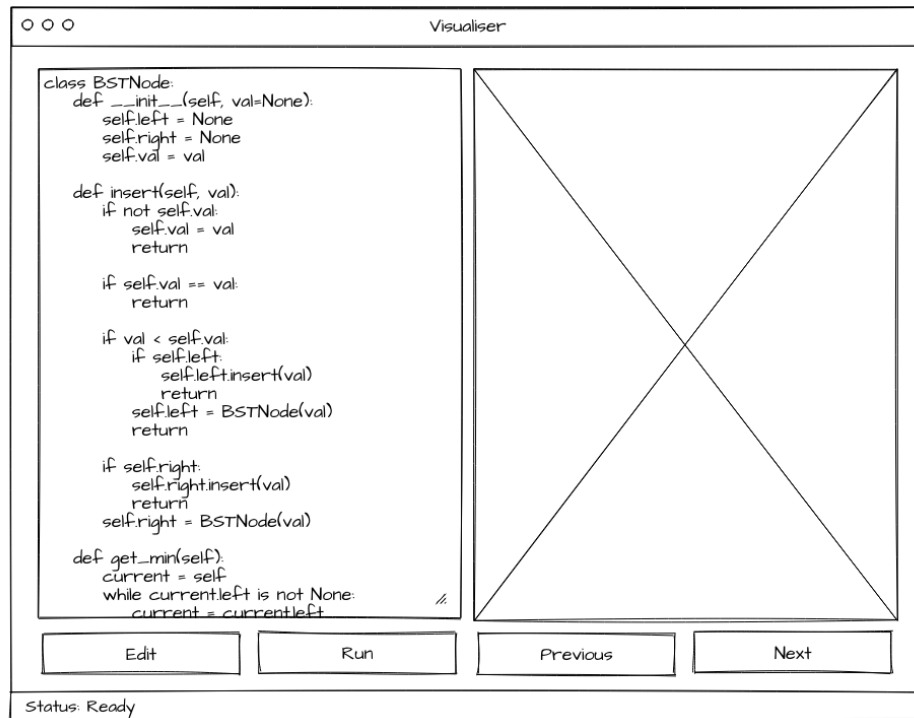 Visualiser
class BSTNode:
    def __init__(self, val=None):
        self.left = None
        self.right = None
        self.val = val

    def insert(self, val):
        if not self.val:
            self.val = val
            return

        if self.val == val:
            return

        if val < self.val:
            if self.left:
                self.left.insert(val)
                return
            self.left = BSTNode(val)
            return

        if self.right:
            self.right.insert(val)
            return
        self.right = BSTNode(val)

    def get_min(self):
        current = self
        while current.left is not None:
            current = current.left
Edit
Run
Previous
Next
Status: Ready